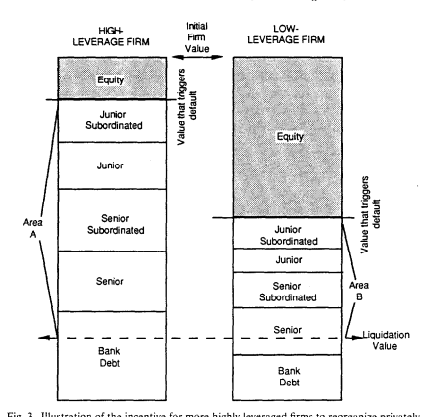 HIGH-
LEVERAGE FIRM
Initial
Firm
Value
LOW-
LEVERAGE FIRM
Equity
Value that triggers
default
Junior
Subordinated
Junior
Senior
Subordinated
Senior
Bank
Debt
Area
A
Equity
Value that triggers
default
Junior
Subordinated
Junior
Senior
Subordinated
Senior
Bank
Debt
Area
B
Liquidation
Value
Fig. 3. Illustration of the incentive for more highly leveraged firms to reorganize privately